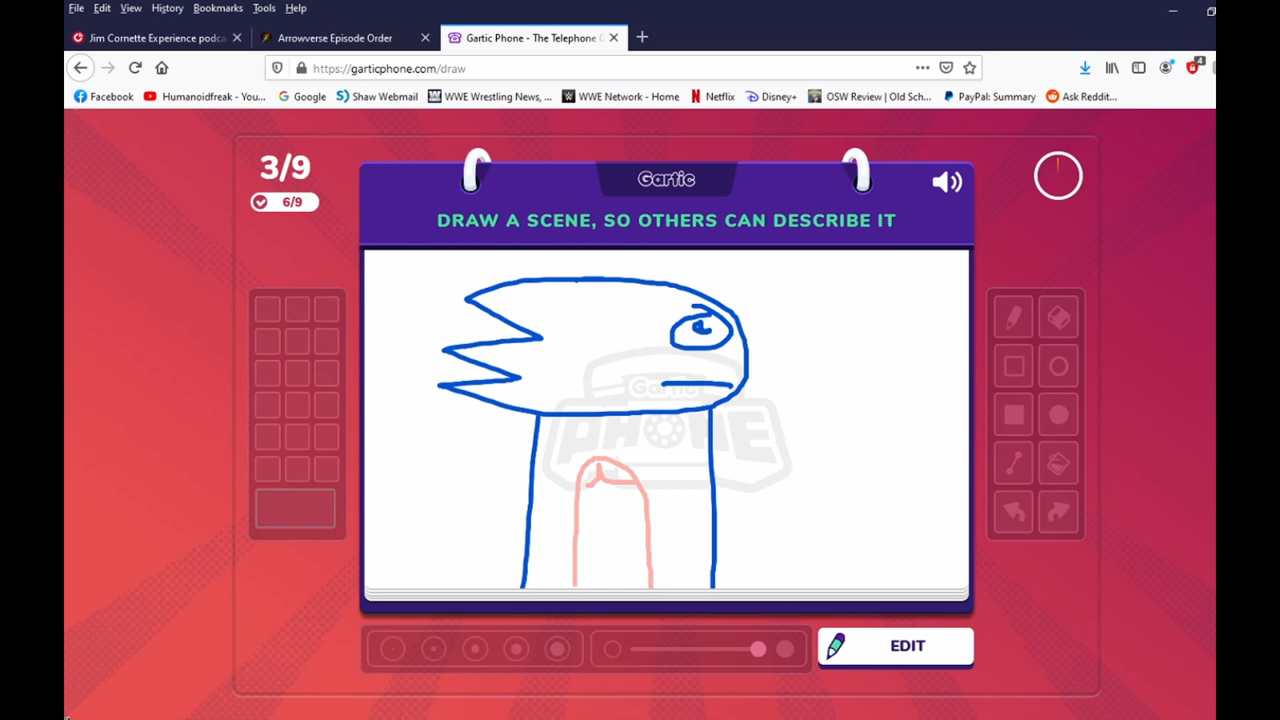 File Edit View History Bookmarks Tools Help
Jim Cornette Experience podca
Arrowverse Episode Order
Gartic Phone - The Telephone G
https://garticphone.com/draw
Facebook
Humanoidfreak - You...
Google
Shaw Webmail
WWE Wrestling News, ...
WWE Network - Home
Netflix
Disney+
OSW Review | Old Sch...
PayPal: Summary
Ask Reddit...
4
3/9
6/9
Gartic
DRAW A SCENE, SO OTHERS CAN DESCRIBE IT
Gartic
PHONE
EDIT